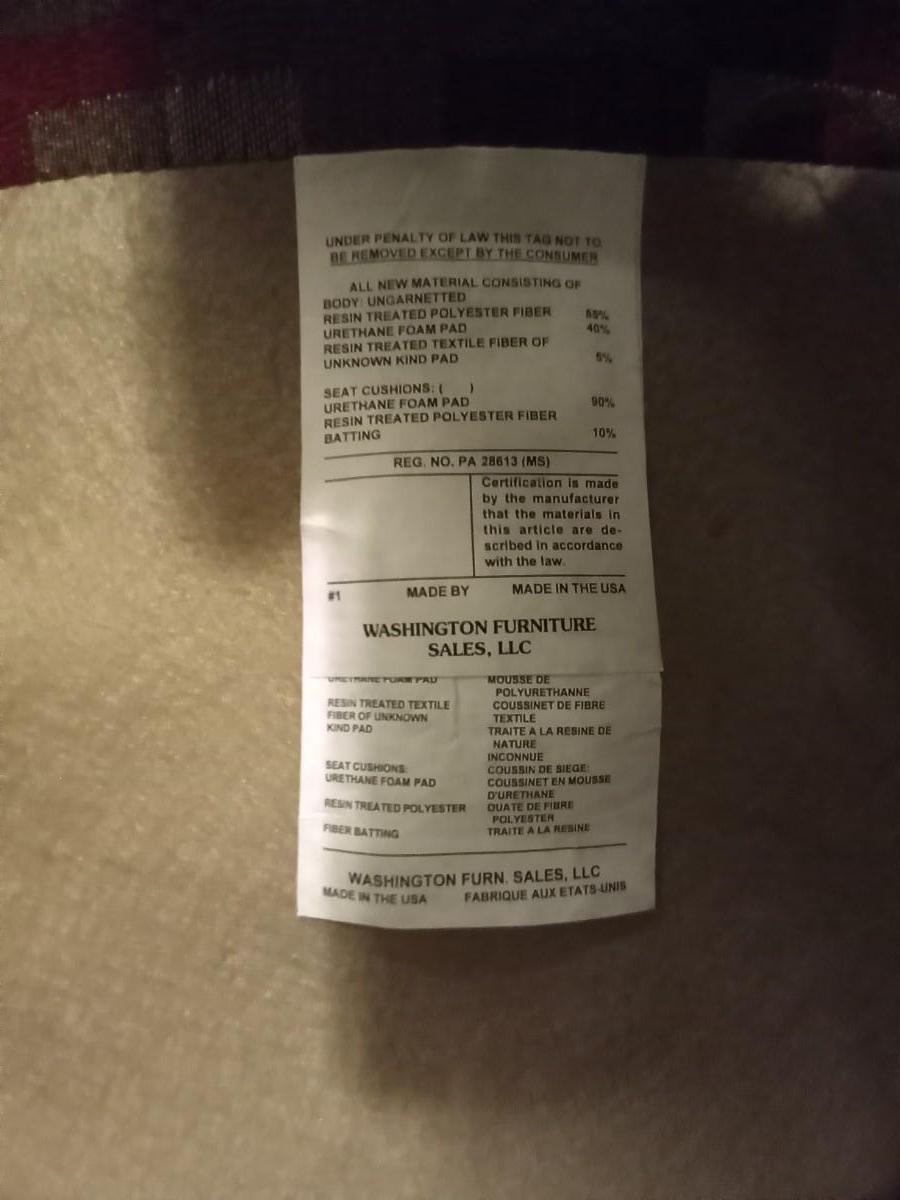 UNDER PENALTY OF LAW THIS TAG NOT TO
BE REMOVED EXCEPT BY THE CONSUMER
ALL NEW MATERIAL CONSISTING OF
BODY: UNGARNETTED
RESIN TREATED POLYESTER FIBER 55%
URETHANE FOAM PAD 40%
RESIN TREATED TEXTILE FIBER OF
UNKNOWN KIND PAD 5%
SEAT CUSHIONS: ( )
URETHANE FOAM PAD 90%
RESIN TREATED POLYESTER FIBER
BATTING 10%
REG. NO. PA 28613 (MS)
Certification is made
by the manufacturer
that the materials in
this article are de-
scribed in accordance
with the law.
#1 MADE BY MADE IN THE USA
WASHINGTON FURNITURE
SALES, LLC
URETHANE FOAM PAD MOUSSE DE
POLYURETHANNE
RESIN TREATED TEXTILE COUSSINET DE FIBRE
FIBER OF UNKNOWN TEXTILE
KIND PAD TRAITE A LA RESINE DE
NATURE
INCONNUE
SEAT CUSHIONS: COUSSIN DE SIEGE:
URETHANE FOAM PAD COUSSINET EN MOUSSE
D'URETHANE
RESIN TREATED POLYESTER OUATE DE FIBRE
POLYESTER
FIBER BATTING TRAITE A LA RESINE
WASHINGTON FURN. SALES, LLC
MADE IN THE USA FABRIQUE AUX ETATS-UNIS